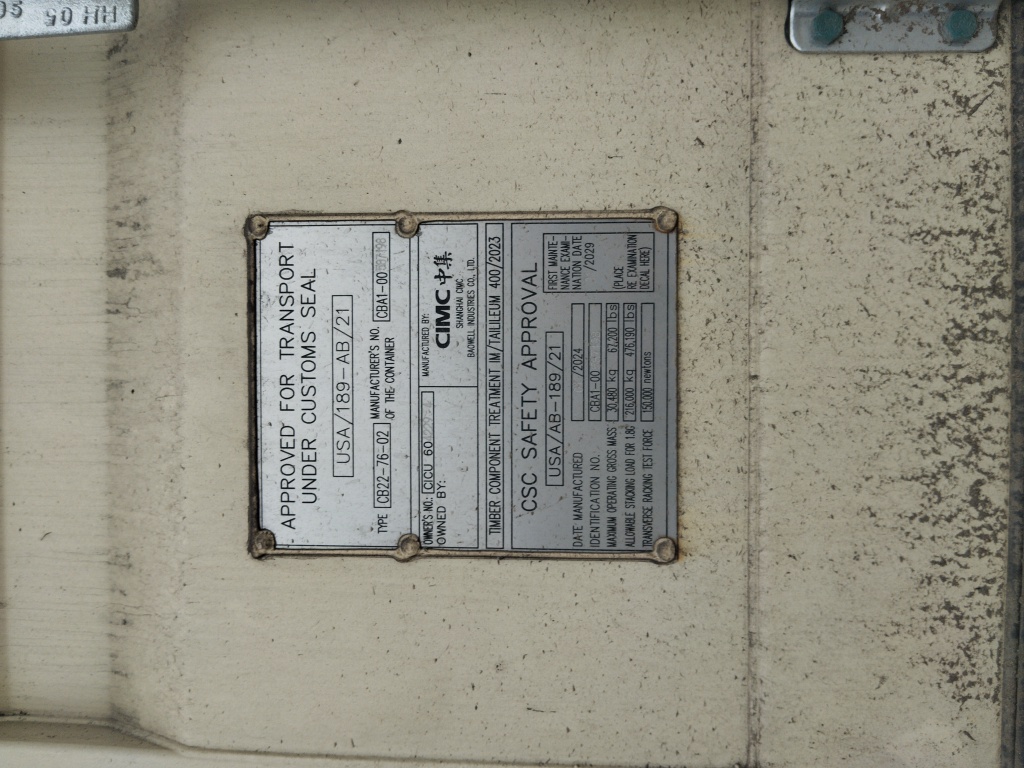 APPROVED FOR TRANSPORT
UNDER CUSTOMS SEAL
USA/189-AB/21
TYPE CB22-76-02 MANUFACTURER'S NO. OF THE CONTAINER CBA1-00
OWNER'S NO.: CICU 60
OWNED BY:
MANUFACTURED BY:
CIMC 中集
SHANGHAI CIMC
BAOWELL INDUSTRIES CO., LTD.
TIMBER COMPONENT TREATMENT IM/TAILILEUM 400/2023
CSC SAFETY APPROVAL
USA/AB-189/21
DATE MANUFACTURED /2024
IDENTIFICATION NO. CBA1-00
MAXIMUM OPERATING GROSS MASS 30,480 kg 67,200 lbs
ALLOWABLE STACKING LOAD FOR 1.8G 216,000 kg 476,190 lbs
TRANSVERSE RACKING TEST FORCE 150,000 newtons
FIRST MAINTE-
NANCE EXAMI-
NATION DATE
/2029
(PLACE
RE EXAMINATION
DECAL HERE)
HH 05